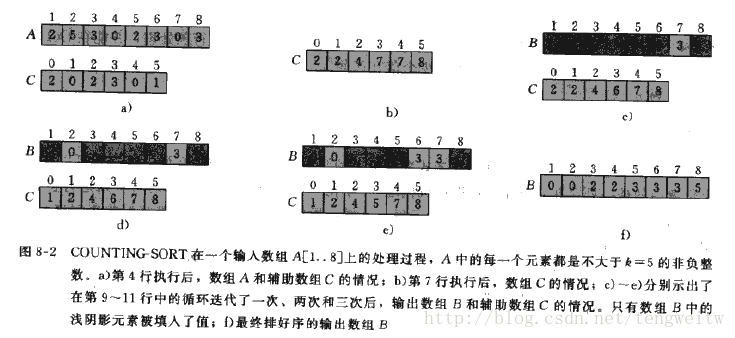 1 2 3 4 5 6 7 8
A 2 5 3 0 2 3 0 3
0 1 2 3 4 5
C 2 0 2 3 0 1
a)
0 1 2 3 4 5
C 2 2 4 7 7 8
b)
1 2 3 4 5 6 7 8
B 3
0 1 2 3 4 5
C 2 2 4 6 7 8
c)
1 2 3 4 5 6 7 8
B 0 3
0 1 2 3 4 5
C 1 2 4 6 7 8
d)
1 2 3 4 5 6 7 8
B 0 3 3
0 1 2 3 4 5
C 1 2 4 5 7 8
e)
1 2 3 4 5 6 7 8
B 0 0 2 2 3 3 3 5
f)
图 8-2 COUNTING-SORT 在一个输入数组 A[1..8]上的处理过程，A 中的每一个元素都是不大于 k=5 的非负整
数。a)第 4 行执行后，数组 A 和辅助数组 C 的情况；b)第 7 行执行后，数组 C 的情况；c)~e)分别示出了
在第 9~11 行中的循环迭代了一次、两次和三次后，输出数组 B 和辅助数组 C 的情况。只有数组 B 中的
浅阴影元素被填入了值；f)最终排好序的输出数组 B
http://blog.csdn.net/tengweitw